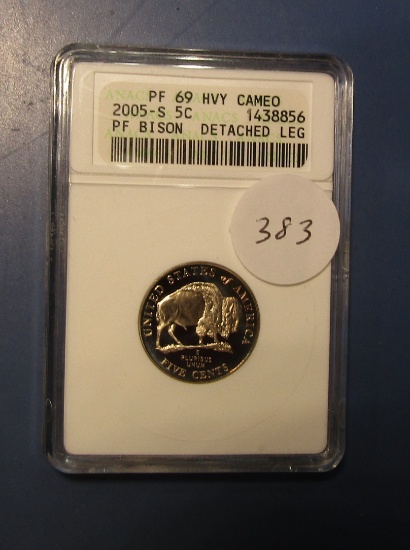 PF 69 HVY CAMEO
2005-S 5C 1438856
PF BISON DETACHED LEG
383
UNITED STATES of AMERICA
E
PLURIBUS
UNUM
FIVE CENTS